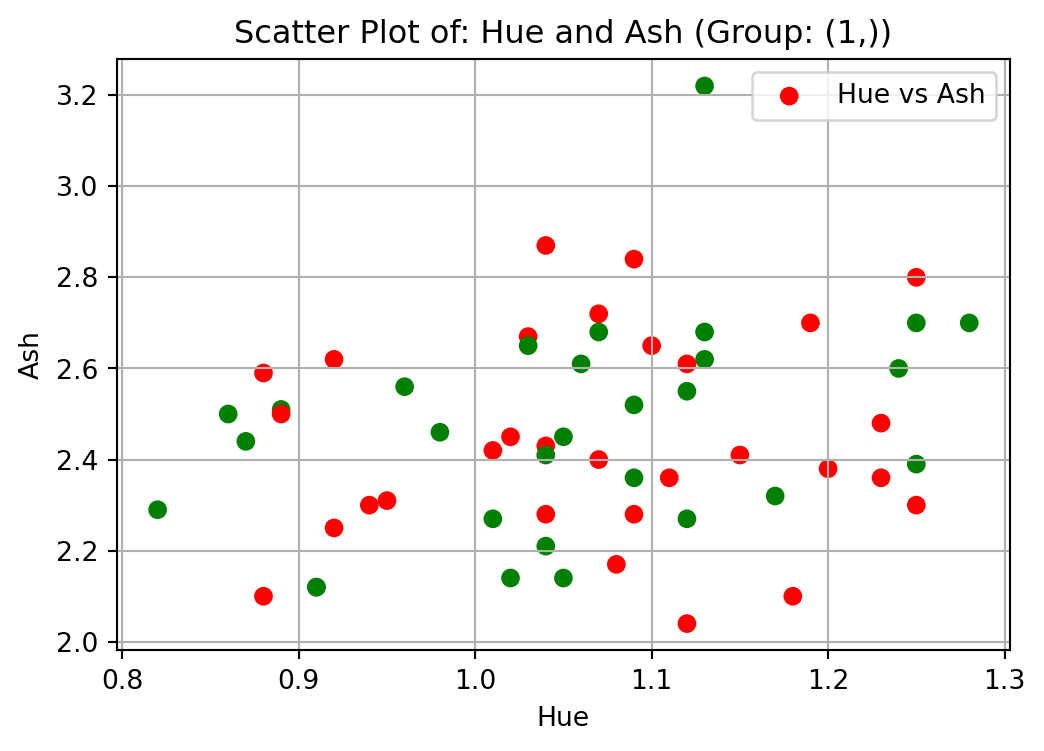 Scatter Plot of: Hue and Ash (Group: (1,))
Hue vs Ash
3.2
3.0
2.8
2.6
2.4
2.2
2.0
Ash
0.8 0.9 1.0 1.1 1.2 1.3
Hue